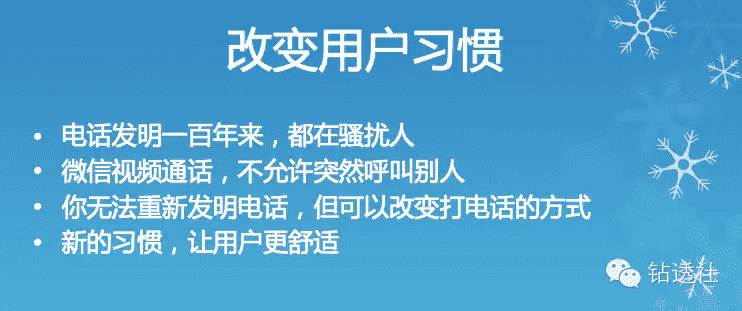 改变用户习惯
• 电话发明一百年来，都在骚扰人
• 微信视频通话，不允许突然呼叫别人
• 你无法重新发明电话，但可以改变打电话的方式
• 新的习惯，让用户更舒适
钻透社